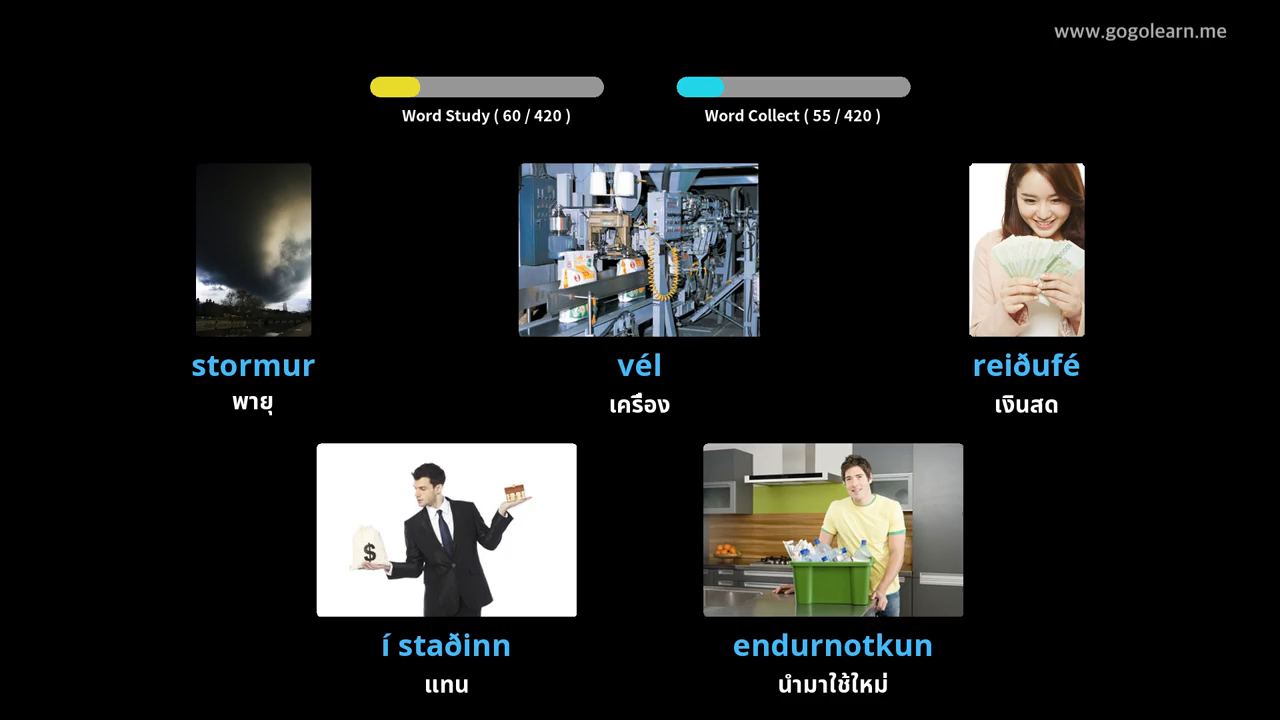 www.gogolearn.me
Word Study ( 60 / 420 )
Word Collect ( 55 / 420 )
stormur
พายุ
vél
เครื่อง
reiðufé
เงินสด
$
í staðinn
แทน
endurnotkun
นำมาใช้ใหม่